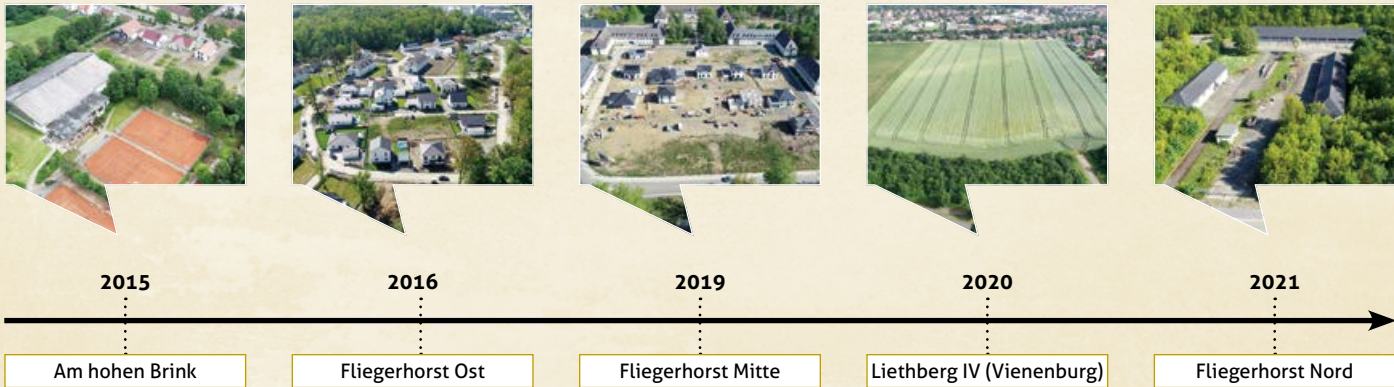 2015
2016
2019
2020
2021
Am hohen Brink
Fliegerhorst Ost
Fliegerhorst Mitte
Liethberg IV (Vienenburg)
Fliegerhorst Nord